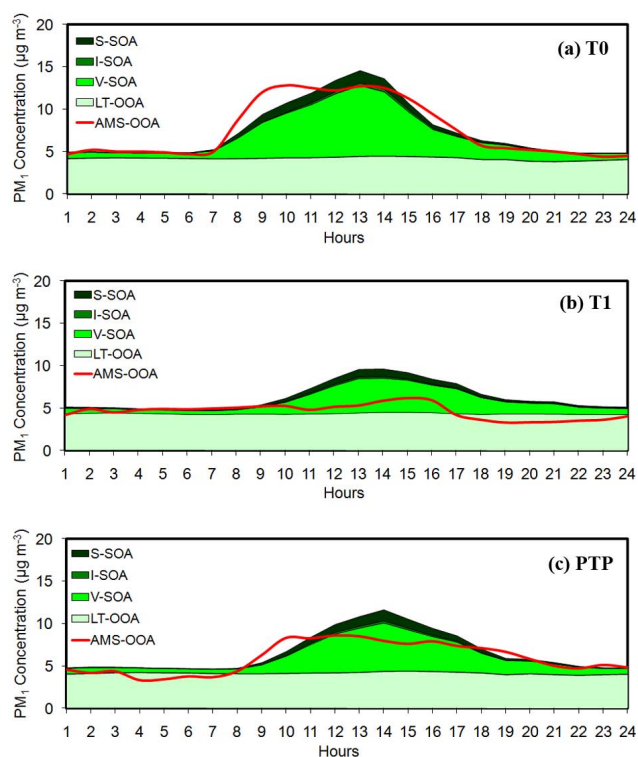 20
15
10
5
0
PM₁ Concentration (µg m⁻³)
S-SOA
I-SOA
V-SOA
LT-OOA
AMS-OOA
(a) T0
1 2 3 4 5 6 7 8 9 10 11 12 13 14 15 16 17 18 19 20 21 22 23 24
Hours
20
15
10
5
0
PM₁ Concentration (µg m⁻³)
S-SOA
I-SOA
V-SOA
LT-OOA
AMS-OOA
(b) T1
1 2 3 4 5 6 7 8 9 10 11 12 13 14 15 16 17 18 19 20 21 22 23 24
Hours
20
15
10
5
0
PM₁ Concentration (µg m⁻³)
S-SOA
I-SOA
V-SOA
LT-OOA
AMS-OOA
(c) PTP
1 2 3 4 5 6 7 8 9 10 11 12 13 14 15 16 17 18 19 20 21 22 23 24
Hours